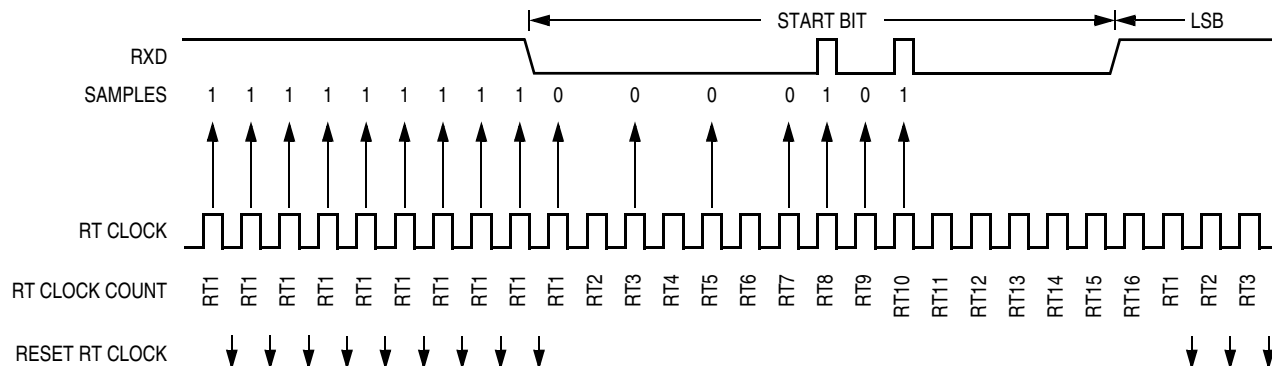 START BIT LSB
RXD
SAMPLES 1 1 1 1 1 1 1 1 1 0 0 0 0 1 0 1
RT CLOCK
RT CLOCK COUNT RT1 RT1 RT1 RT1 RT1 RT1 RT1 RT1 RT1 RT1 RT2 RT3 RT4 RT5 RT6 RT7 RT8 RT9 RT10 RT11 RT12 RT13 RT14 RT15 RT16 RT1 RT2 RT3
RESET RT CLOCK